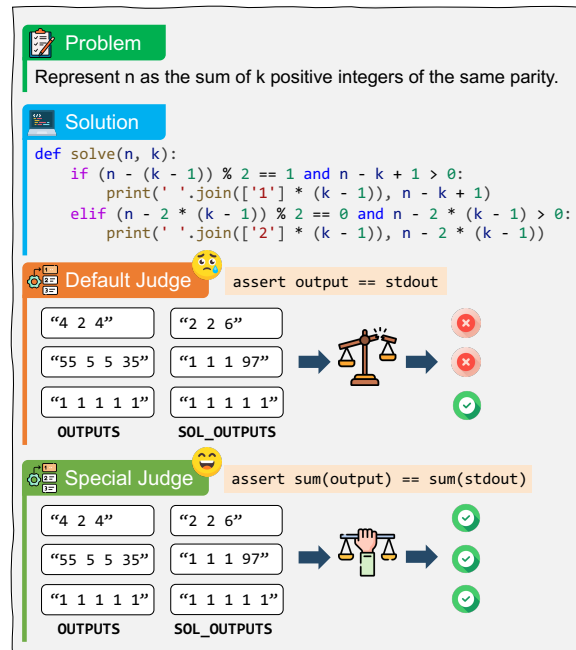 Problem
Represent n as the sum of k positive integers of the same parity.
Solution
def solve(n, k):
    if (n - (k - 1)) % 2 == 1 and n - k + 1 > 0:
        print(' '.join(['1'] * (k - 1)), n - k + 1)
    elif (n - 2 * (k - 1)) % 2 == 0 and n - 2 * (k - 1) > 0:
        print(' '.join(['2'] * (k - 1)), n - 2 * (k - 1))
Default Judge
assert output == stdout
“4 2 4” “2 2 6”
“55 5 5 35” “1 1 1 97”
“1 1 1 1 1” “1 1 1 1 1”
OUTPUTS SOL_OUTPUTS
Special Judge
assert sum(output) == sum(stdout)
“4 2 4” “2 2 6”
“55 5 5 35” “1 1 1 97”
“1 1 1 1 1” “1 1 1 1 1”
OUTPUTS SOL_OUTPUTS